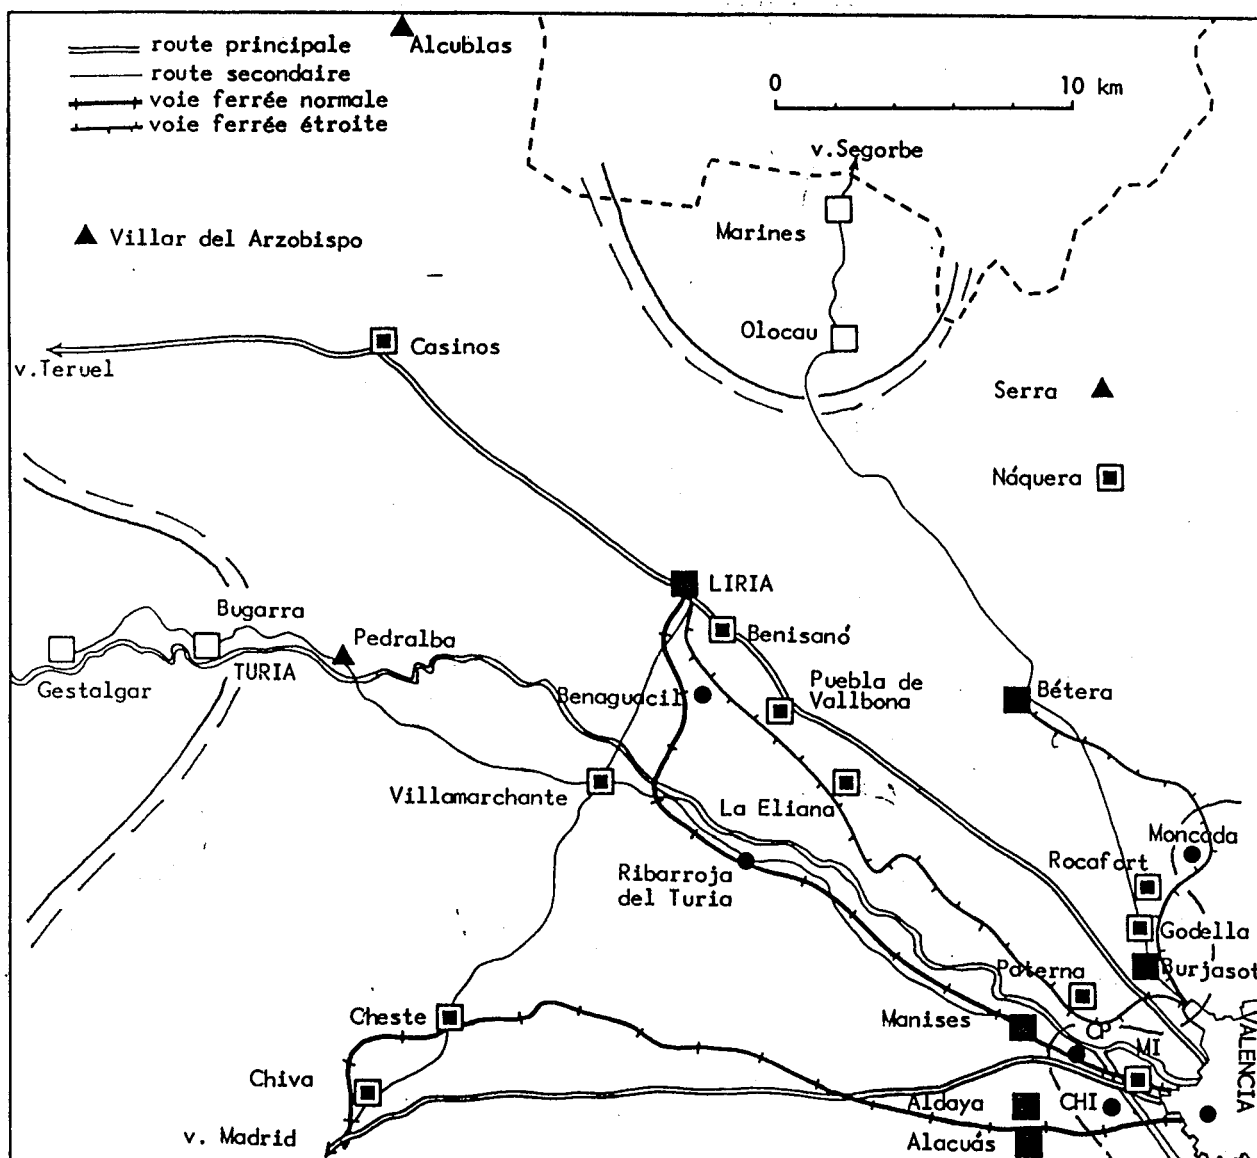 route principale
Alcublas
route secondaire
voie ferrée normale
voie ferrée étroite
0 10 km
v.Segorbe
Marines
Villar del Arzobispo
Olocau
Casinos
v.Teruel
Serra
Náquera
LIRIA
Bugarra
Benisanó
Pedralba
TURIA
Gestalgar
Benaguacil
Puebla de
Vallbona
Bétera
Villamarchante
La Eliana
Moncada
Rocafort
Ribarroja
del Turia
Godella
Burjasot
Paterna
Cheste
Manises
MI
VALENCIA
Chiva
Aldaya
CHI
v. Madrid
Alacuás